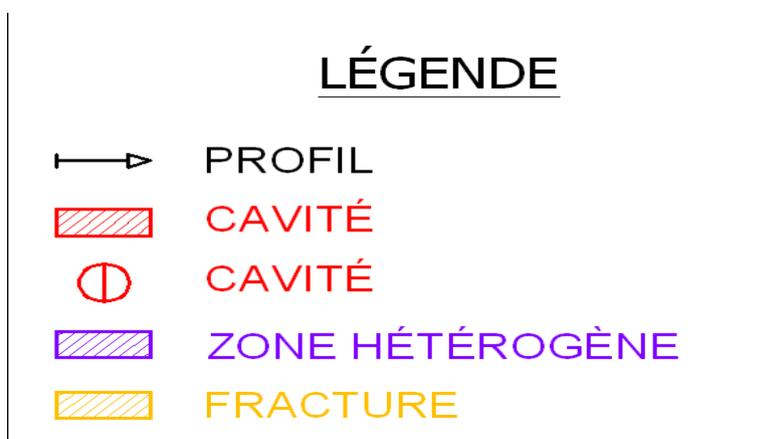 LÉGENDE
PROFIL
CAVITÉ
CAVITÉ
ZONE HÉTÉROGÈNE
FRACTURE